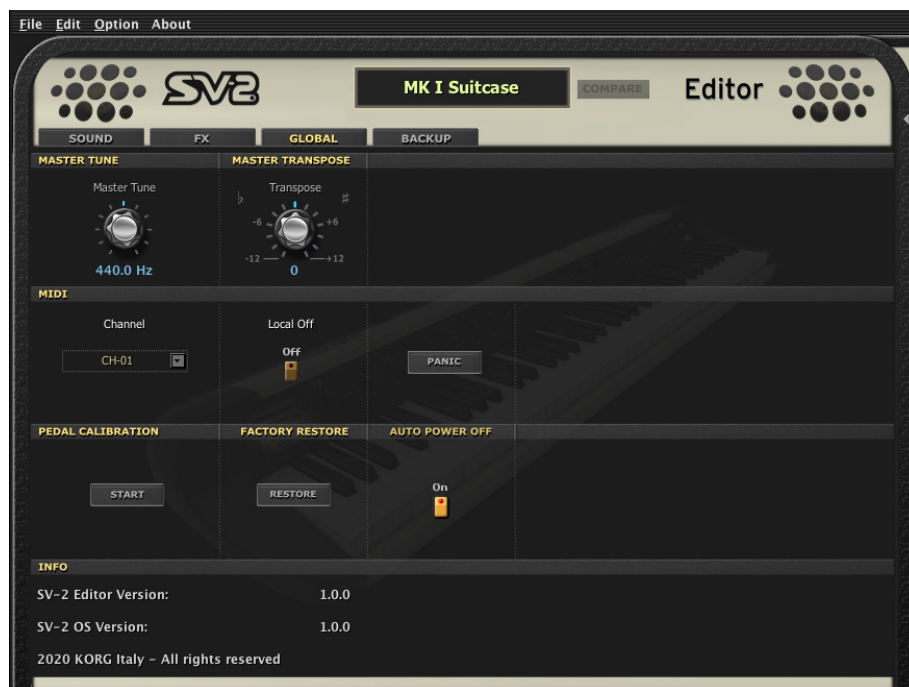 File Edit Option About
SV-2 MK I Suitcase COMPARE Editor
SOUND FX GLOBAL BACKUP
MASTER TUNE MASTER TRANSPOSE
Master Tune Transpose
♭ ♯
-6 +6
-12 +12
440.0 Hz 0
MIDI
Channel Local Off
Off
CH-01 PANIC
PEDAL CALIBRATION FACTORY RESTORE AUTO POWER OFF
On
START RESTORE
INFO
SV-2 Editor Version: 1.0.0
SV-2 OS Version: 1.0.0
2020 KORG Italy - All rights reserved